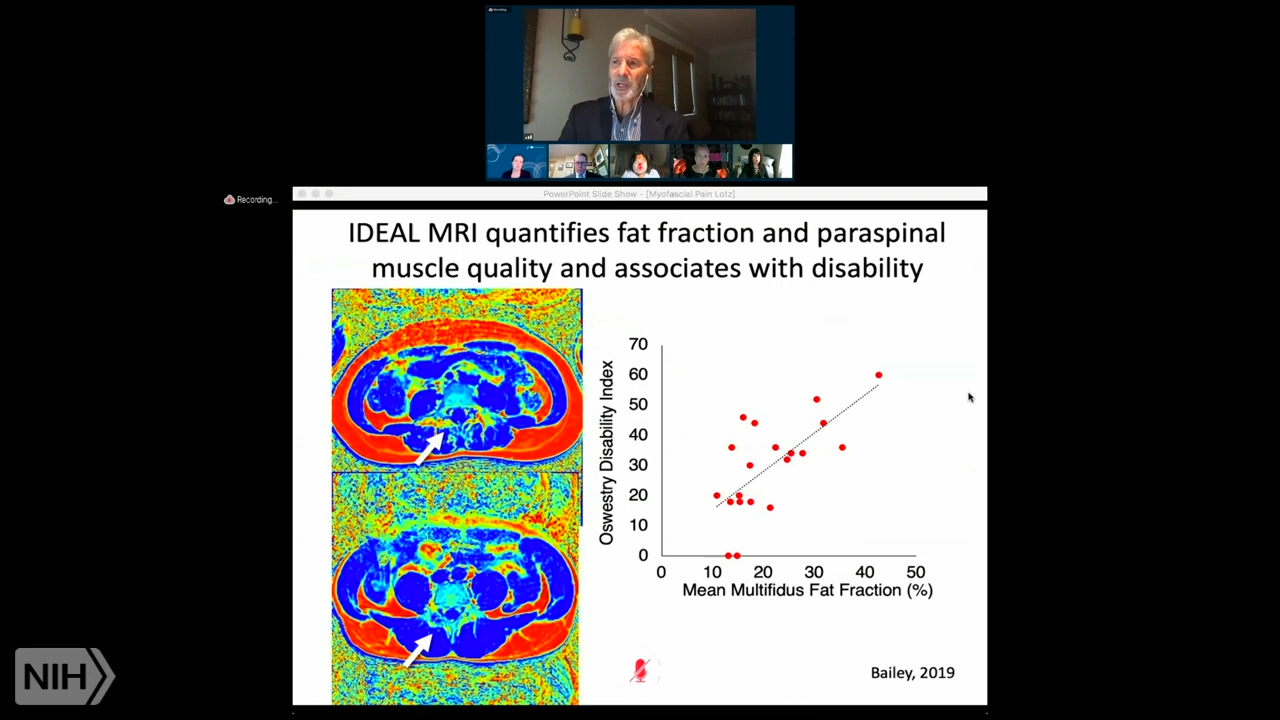 Recording...
Recording...
PowerPoint Slide Show - [Myofascial Pain Lotz]
IDEAL MRI quantifies fat fraction and paraspinal
muscle quality and associates with disability
Oswestry Disability Index
70
60
50
40
30
20
10
0
0 10 20 30 40 50
Mean Multifidus Fat Fraction (%)
Bailey, 2019
NIH